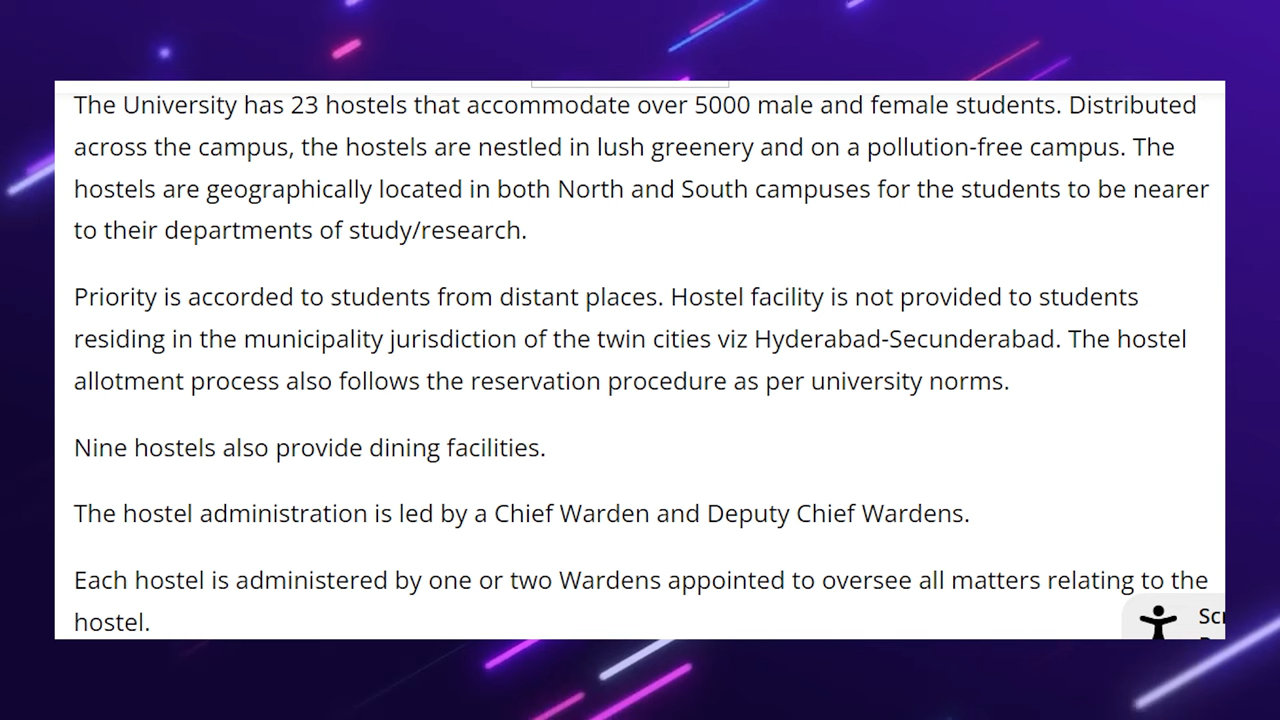 The University has 23 hostels that accommodate over 5000 male and female students. Distributed
across the campus, the hostels are nestled in lush greenery and on a pollution-free campus. The
hostels are geographically located in both North and South campuses for the students to be nearer
to their departments of study/research.
Priority is accorded to students from distant places. Hostel facility is not provided to students
residing in the municipality jurisdiction of the twin cities viz Hyderabad-Secunderabad. The hostel
allotment process also follows the reservation procedure as per university norms.
Nine hostels also provide dining facilities.
The hostel administration is led by a Chief Warden and Deputy Chief Wardens.
Each hostel is administered by one or two Wardens appointed to oversee all matters relating to the
hostel.